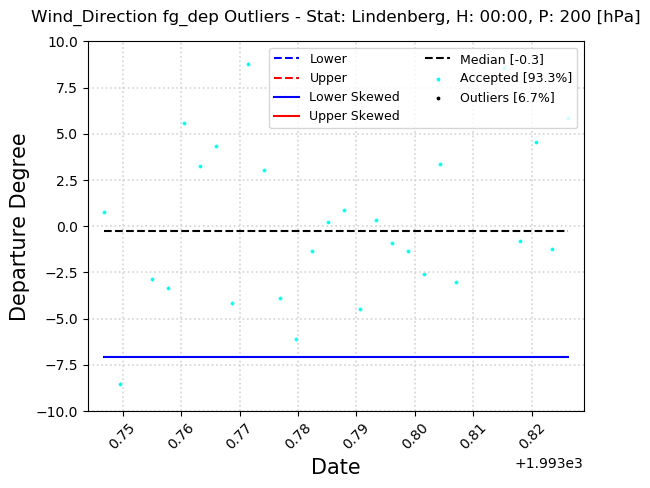 Wind_Direction fg_dep Outliers - Stat: Lindenberg, H: 00:00, P: 200 [hPa]
Lower
Upper
Lower Skewed
Upper Skewed
Median [-0.3]
Accepted [93.3%]
Outliers [6.7%]
Departure Degree
10.0
7.5
5.0
2.5
0.0
−2.5
−5.0
−7.5
−10.0
0.75
0.76
0.77
0.78
0.79
0.80
0.81
0.82
+1.993e3
Date